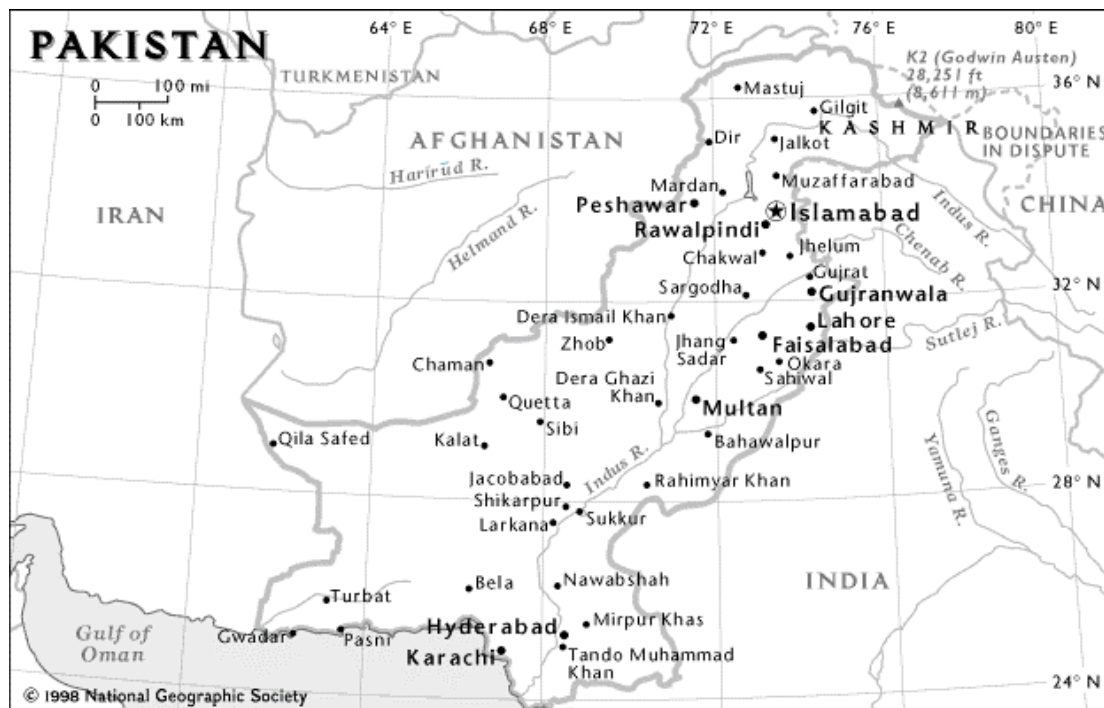 PAKISTAN
64° E
68° E
72° E
76° E
80° E
0 100 mi
0 100 km
TURKMENISTAN
K2 (Godwin Austen)
28,251 ft
(8,611 m)
36° N
Mastuj
Gilgit
KASHMIR
BOUNDARIES
IN DISPUTE
AFGHANISTAN
Dir
Jalkot
Harīrūd R.
Mardan
Muzaffarabad
IRAN
Peshawar
Islamabad
Indus R.
CHINA
Rawalpindi
Helmand R.
Chakwal
Jhelum
Chenab R.
Gujrat
Sargodha
Gujranwala
32° N
Dera Ismail Khan
Lahore
Zhob
Jhang
Sadar
Faisalabad
Sutlej R.
Chaman
Okara
Sahiwal
Dera Ghazi
Khan
Quetta
Multan
Sibi
Qila Safed
Kalat
Bahawalpur
Ganges R.
Yamuna R.
Indus R.
Jacobabad
Rahimyar Khan
28° N
Shikarpur
Sukkur
Larkana
Bela
Nawabshah
INDIA
Turbat
Mirpur Khas
Hyderabad
Gulf of
Oman
Gwadar
Pasni
Karachi
Tando Muhammad
Khan
24° N
© 1998 National Geographic Society